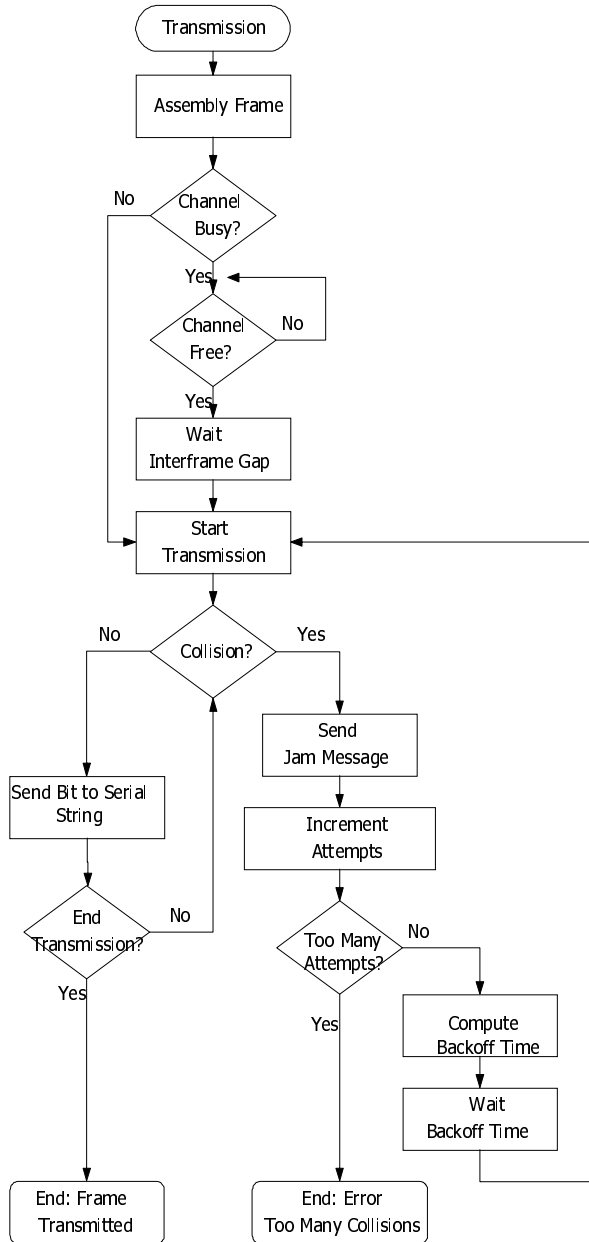 Transmission
Assembly Frame
No
Channel
Busy?
Yes
Channel
Free?
No
Yes
Wait
Interframe Gap
Start
Transmission
No
Collision?
Yes
Send
Jam Message
Send Bit to Serial
String
Increment
Attempts
End
Transmission?
No
Too Many
Attempts?
No
Yes
Yes
Compute
Backoff Time
Wait
Backoff Time
End: Frame
Transmitted
End: Error
Too Many Collisions